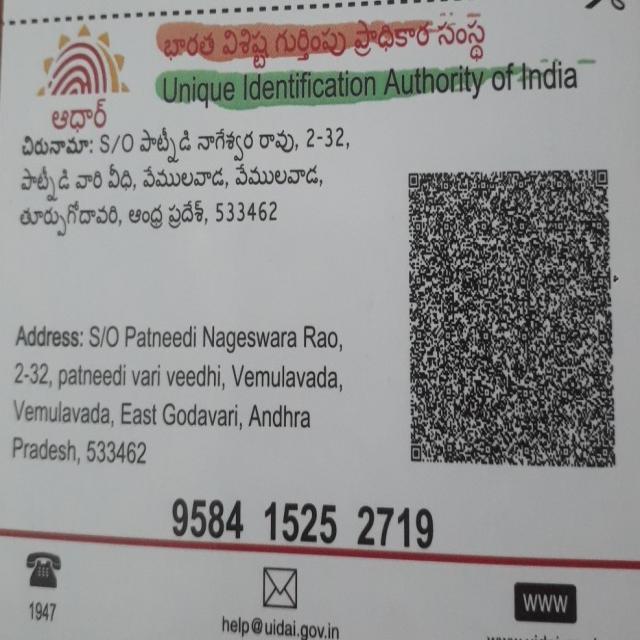 భారత విశిష్ట గుర్తింపు ప్రాధికార సంస్థ
Unique Identification Authority of India
ఆధార్
చిరునామా: S/O పాట్నీడి నాగేశ్వర రావు, 2-32,
పాట్నీడి వారి వీధి, వేములవాడ, వేములవాడ,
తూర్పుగోదావరి, ఆంధ్ర ప్రదేశ్, 533462
Address: S/O Patneedi Nageswara Rao,
2-32, patneedi vari veedhi, Vemulavada,
Vemulavada, East Godavari, Andhra
Pradesh, 533462
9584 1525 2719
1947
help@uidai.gov.in
WWW